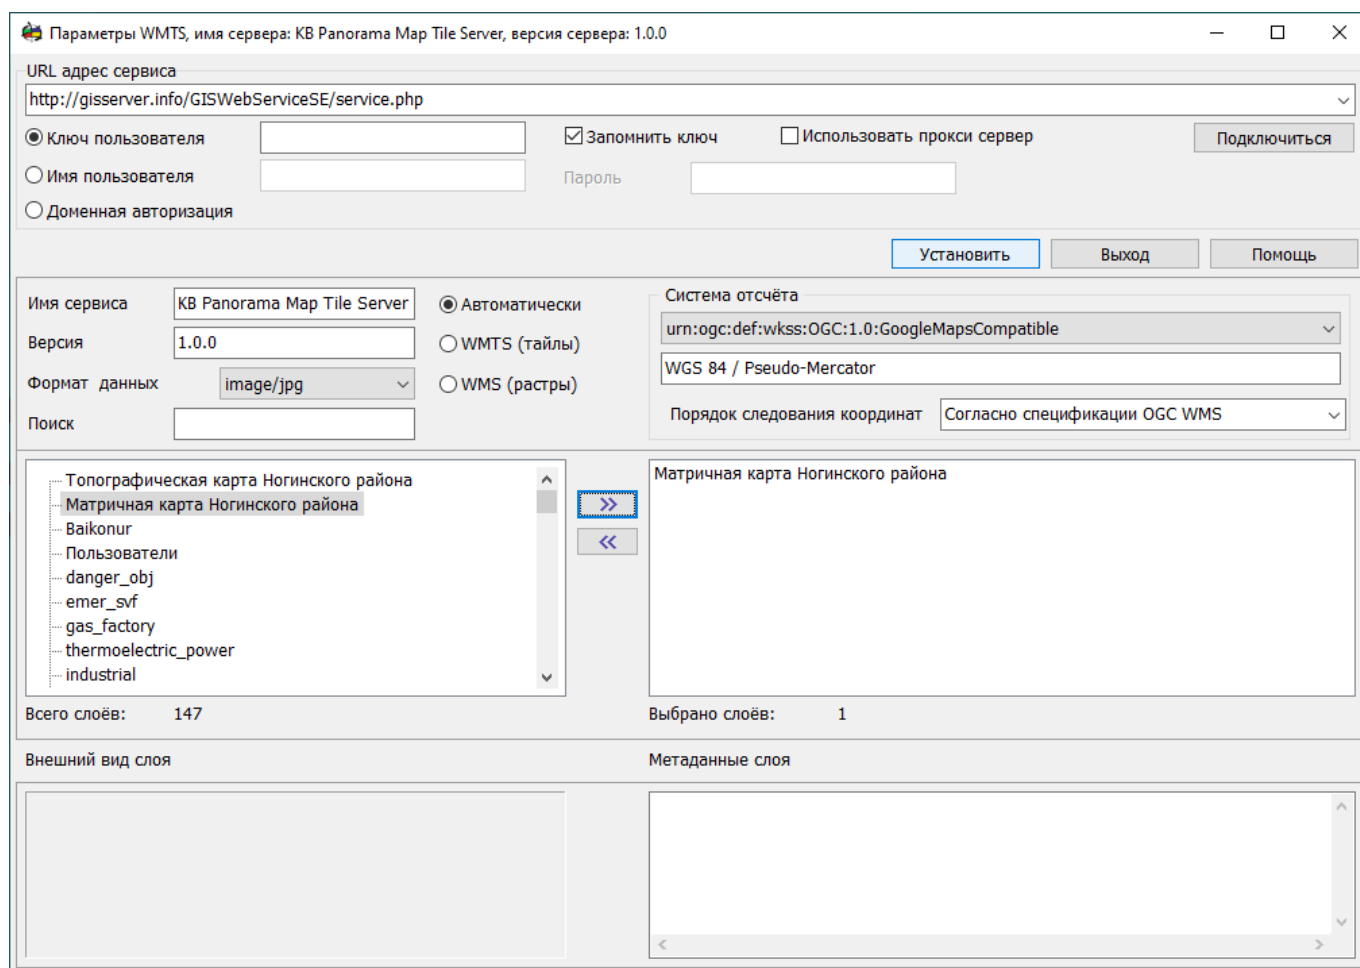 Параметры WMTS, имя сервера: KB Panorama Map Tile Server, версия сервера: 1.0.0
URL адрес сервиса
http://gisserver.info/GISWebServiceSE/service.php
Ключ пользователя
Запомнить ключ
Использовать прокси сервер
Подключиться
Имя пользователя
Пароль
Доменная авторизация
Установить
Выход
Помощь
Имя сервиса
KB Panorama Map Tile Server
Версия
1.0.0
Формат данных
image/jpg
Поиск
Автоматически
WMTS (тайлы)
WMS (растры)
Система отсчёта
urn:ogc:def:wkss:OGC:1.0:GoogleMapsCompatible
WGS 84 / Pseudo-Mercator
Порядок следования координат
Согласно спецификации OGC WMS
Топографическая карта Ногинского района
Матричная карта Ногинского района
Baikonur
Пользователи
danger_obj
emer_svf
gas_factory
thermoelectric_power
industrial
>>
<<
Матричная карта Ногинского района
Всего слоёв: 147
Выбрано слоёв: 1
Внешний вид слоя
Метаданные слоя